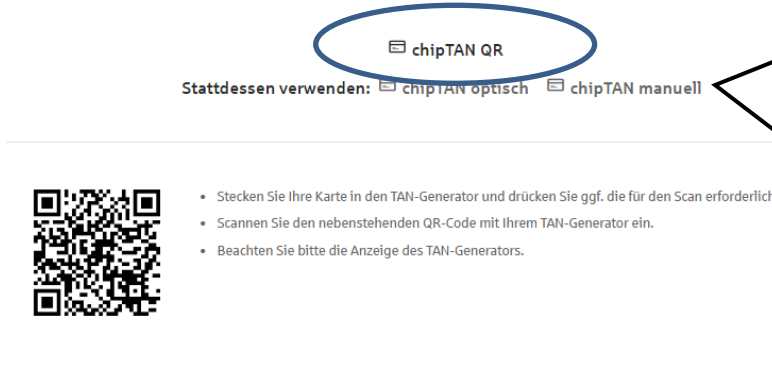 chipTAN QR
Stattdessen verwenden: chipTAN optisch chipTAN manuell
• Stecken Sie Ihre Karte in den TAN-Generator und drücken Sie ggf. die für den Scan erforderlich
• Scannen Sie den nebenstehenden QR-Code mit Ihrem TAN-Generator ein.
• Beachten Sie bitte die Anzeige des TAN-Generators.